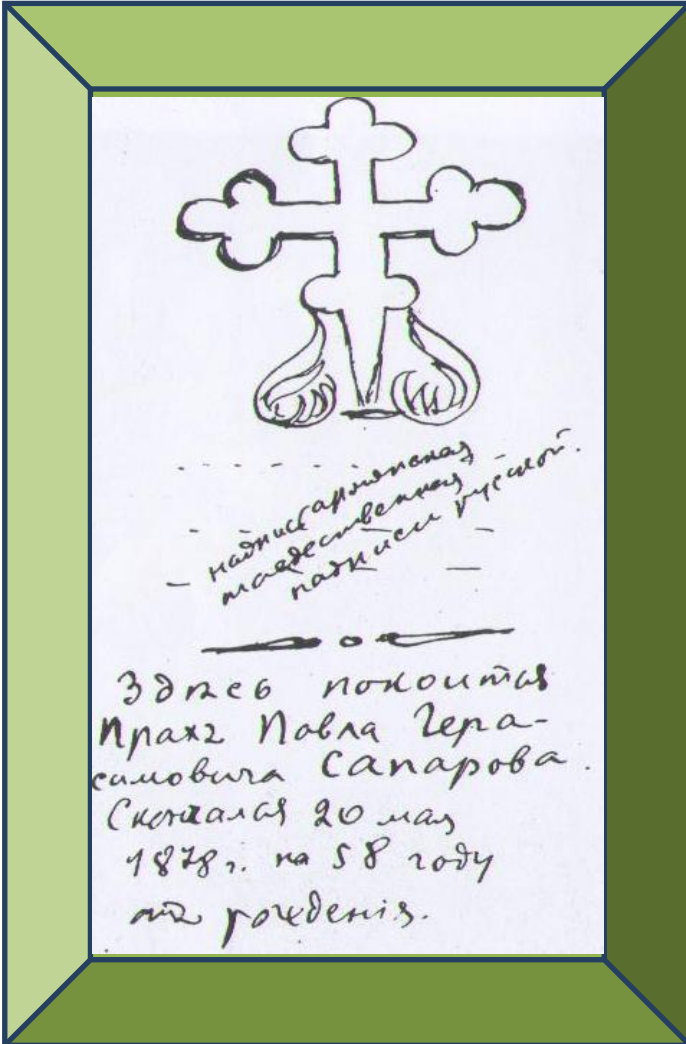 надпись армянская
тождественная
надписи русской.
Здѣсь покоится
Прахъ Павла Гера-
симовича Сапарова.
Скончался 20 мая
1878 г. на 58 году
отъ рожденiя.